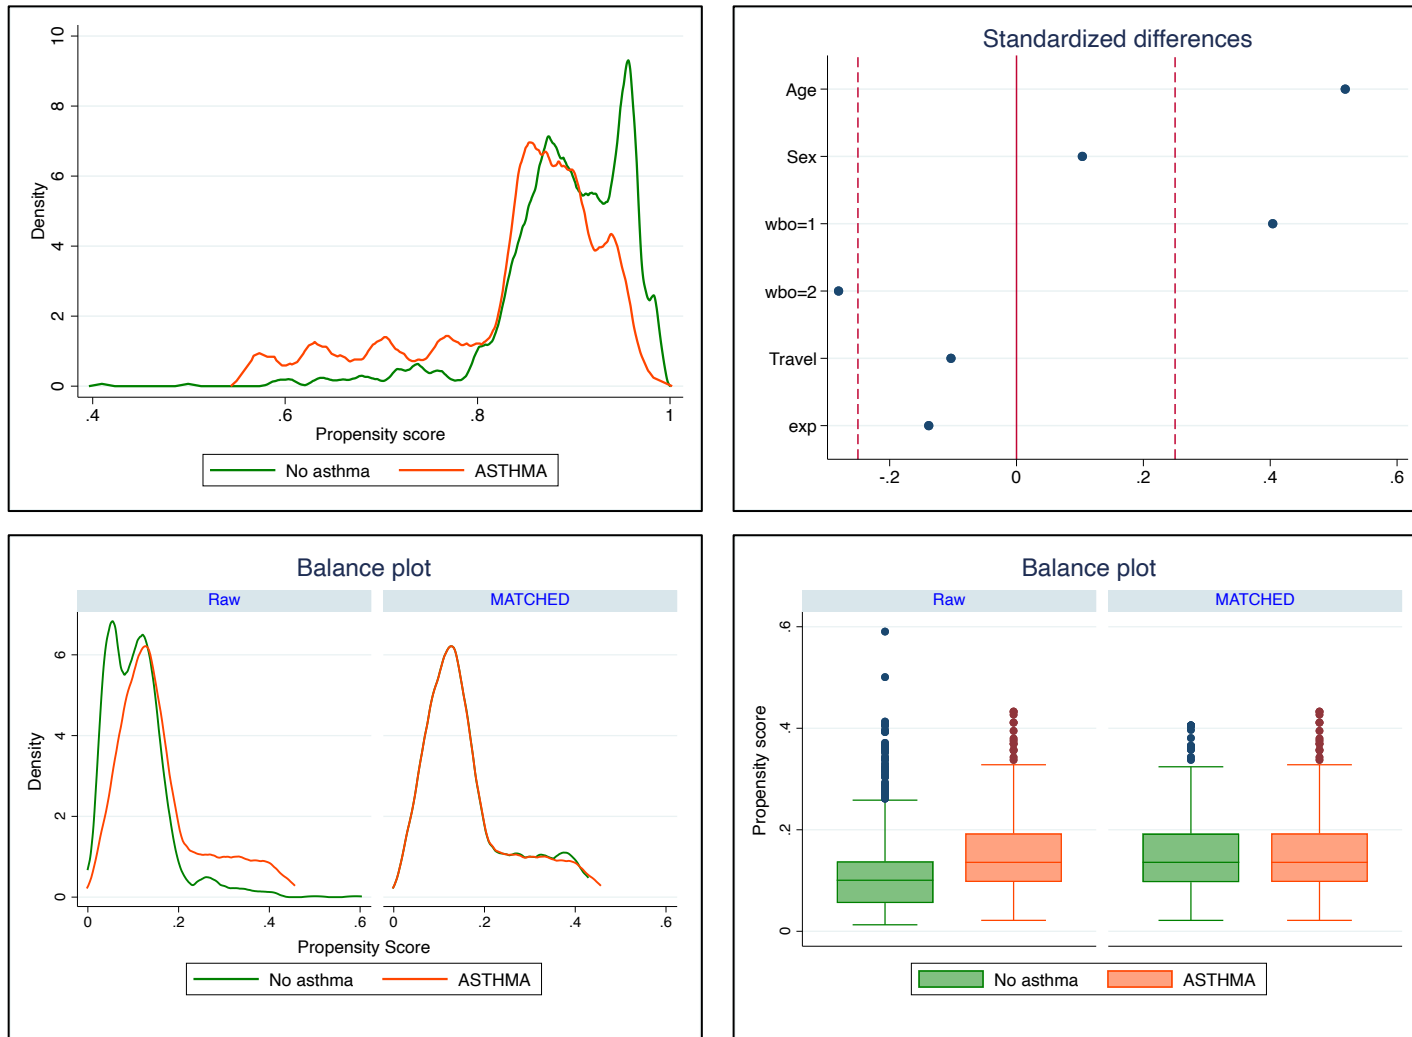 10
8
6
4
2
0
Density
.4 .6 .8 1
Propensity score
No asthma ASTHMA
Standardized differences
Age
Sex
wbo=1
wbo=2
Travel
exp
-.2 0 .2 .4 .6
Balance plot
Raw MATCHED
6
4
2
0
Density
0 .2 .4 .6 0 .2 .4 .6
Propensity Score
No asthma ASTHMA
Balance plot
Raw MATCHED
.6
.4
.2
0
Propensity score
No asthma ASTHMA